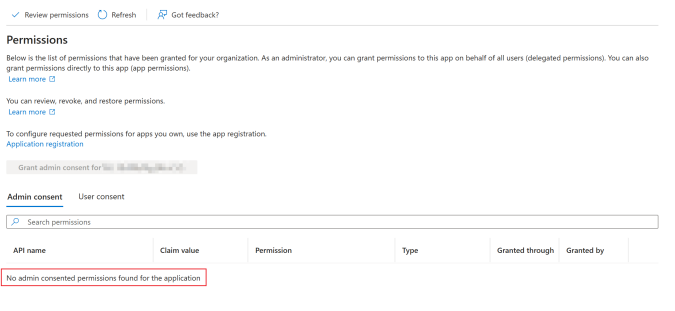 Review permissions Refresh Got feedback?
Permissions
Below is the list of permissions that have been granted for your organization. As an administrator, you can grant permissions to this app on behalf of all users (delegated permissions). You can also
grant permissions directly to this app (app permissions).
Learn more
You can review, revoke, and restore permissions.
Learn more
To configure requested permissions for apps you own, use the app registration.
Application registration
Grant admin consent for
Admin consent User consent
Search permissions
API name Claim value Permission Type Granted through Granted by
No admin consented permissions found for the application